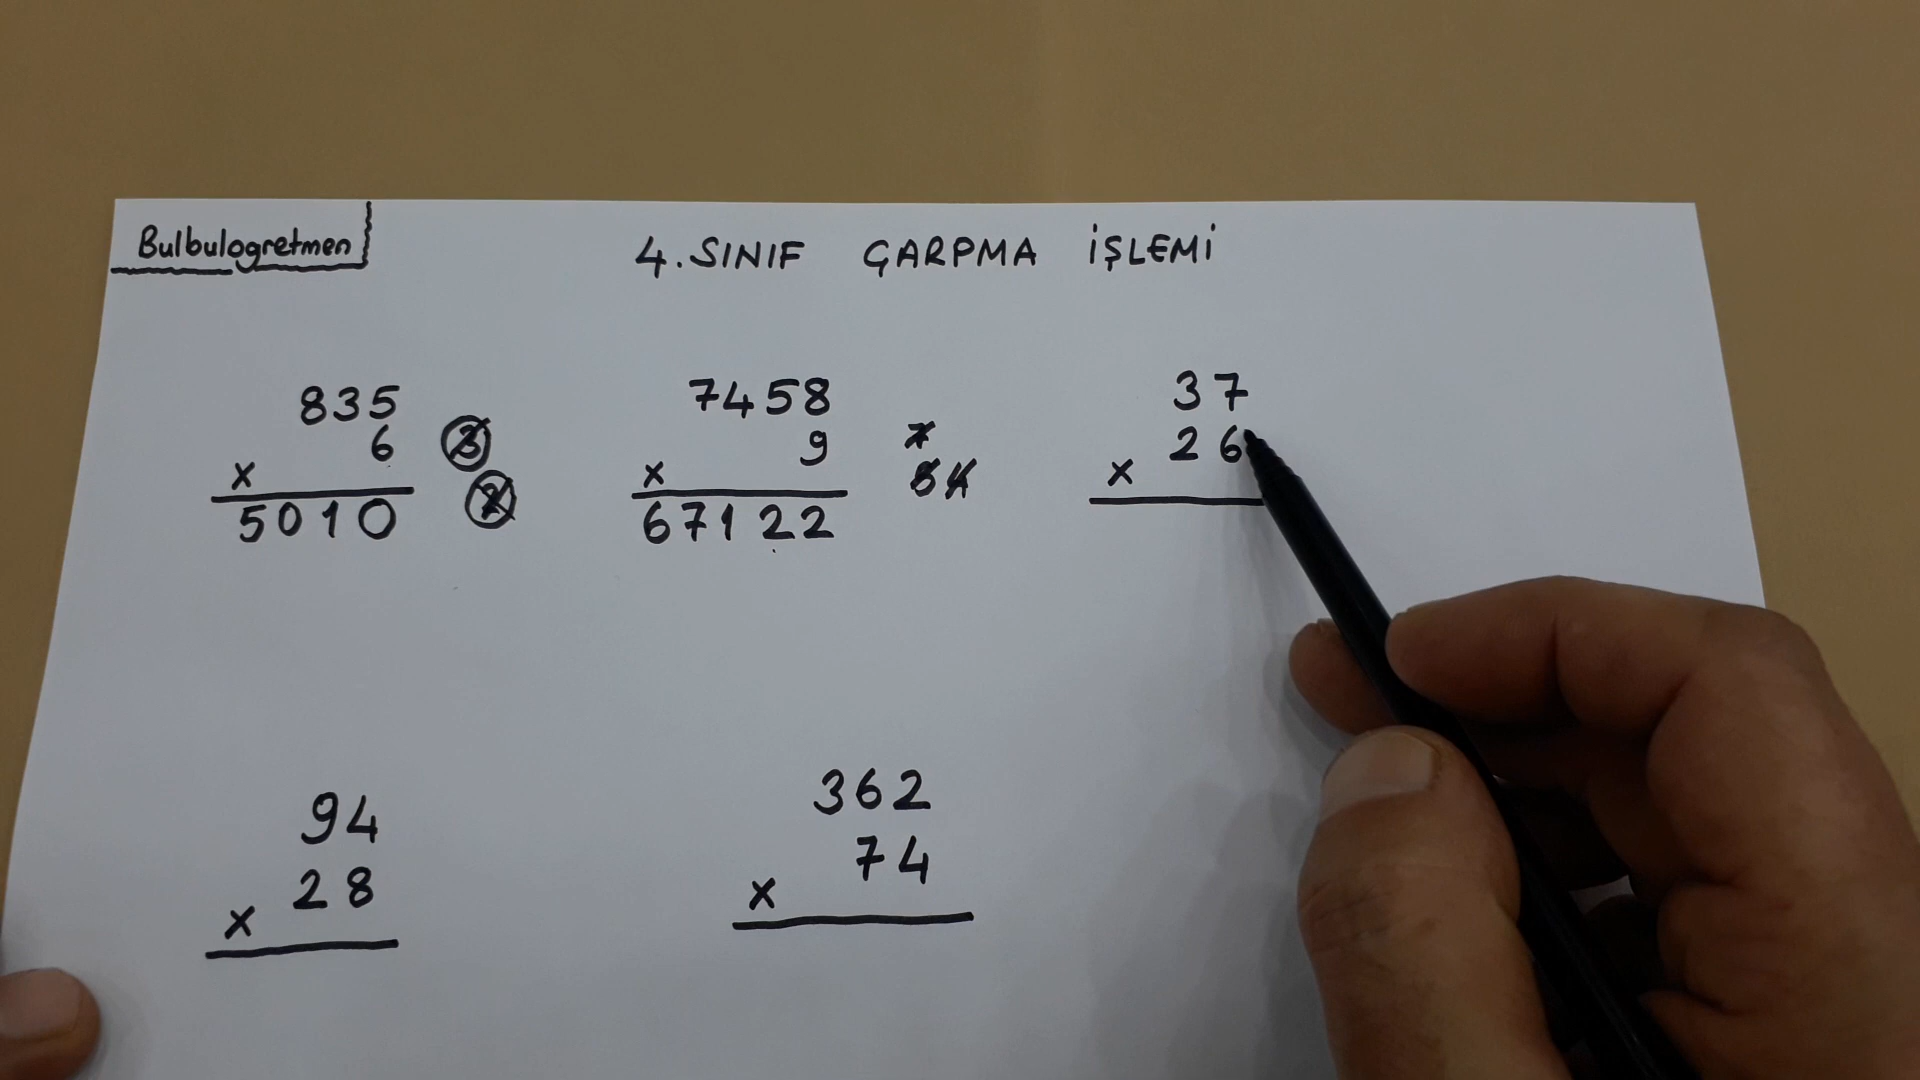 Bulbulogretmen
4. SINIF ÇARPMA İŞLEMİ
835
6
x
5010
7458
9
x
67122
37
26
x
94
28
x
362
74
x